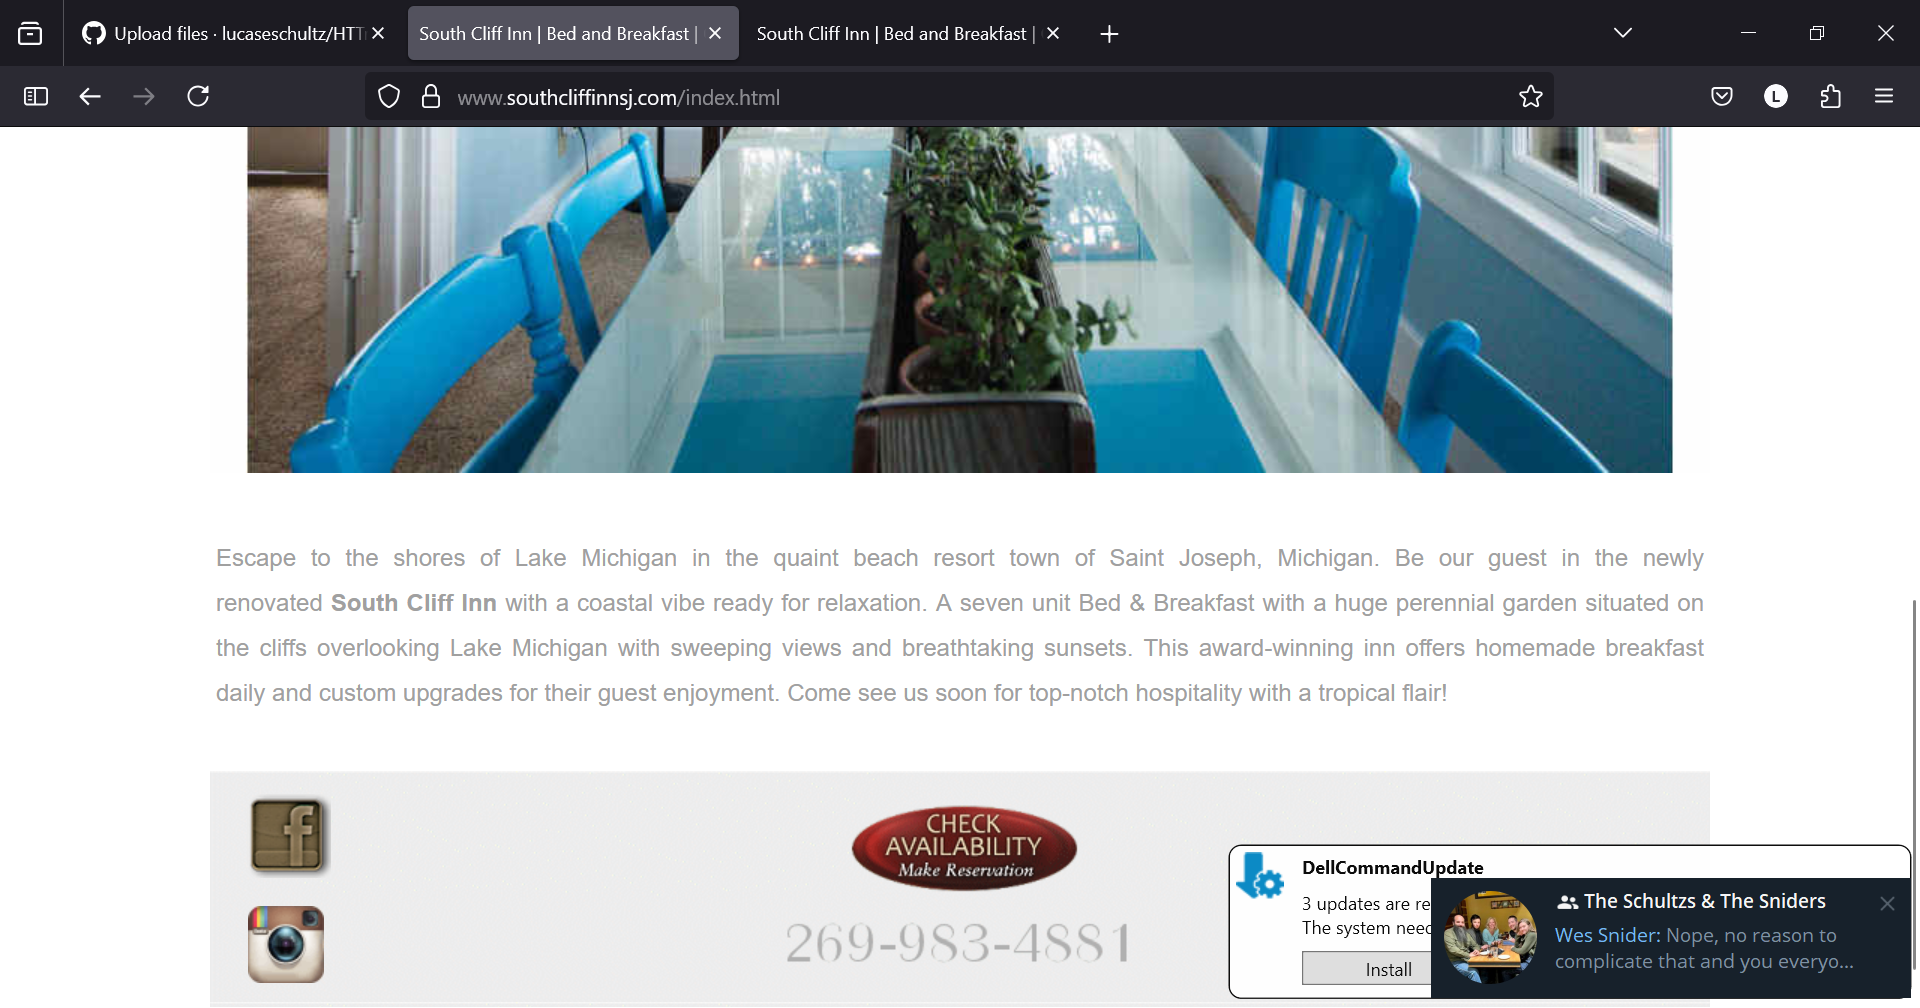 Upload files · lucaseschultz/HTT
South Cliff Inn | Bed and Breakfast |
South Cliff Inn | Bed and Breakfast |
www.southcliffinnsj.com/index.html
L
Escape to the shores of Lake Michigan in the quaint beach resort town of Saint Joseph, Michigan. Be our guest in the newly
renovated South Cliff Inn with a coastal vibe ready for relaxation. A seven unit Bed & Breakfast with a huge perennial garden situated on
the cliffs overlooking Lake Michigan with sweeping views and breathtaking sunsets. This award-winning inn offers homemade breakfast
daily and custom upgrades for their guest enjoyment. Come see us soon for top-notch hospitality with a tropical flair!
f
CHECK
AVAILABILITY
Make Reservation
269-983-4881
DellCommandUpdate
3 updates are re
The system need
Install
The Schultzs & The Sniders
Wes Snider: Nope, no reason to
complicate that and you everyo...